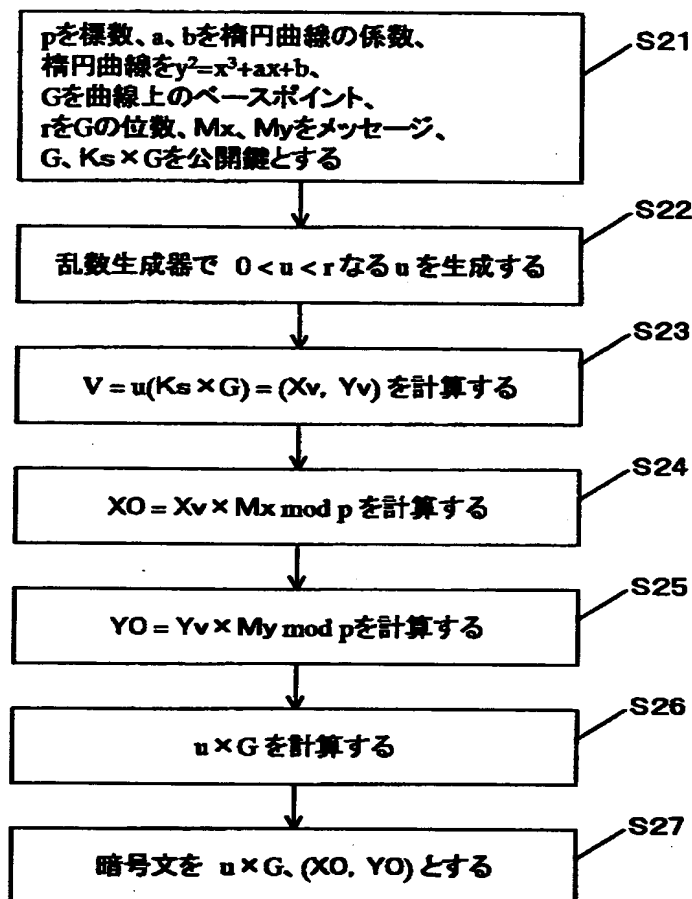 pを標数、a、bを楕円曲線の係数、
楕円曲線をy²=x³+ax+b、
Gを曲線上のベースポイント、
rをGの位数、Mx、Myをメッセージ、
G、Ks×Gを公開鍵とする
S21
乱数生成器で 0<u<rなるuを生成する
S22
V=u(Ks×G)=(Xv, Yv)を計算する
S23
X0=Xv×Mx mod pを計算する
S24
Y0=Yv×My mod pを計算する
S25
u×Gを計算する
S26
暗号文を u×G、(X0, Y0)とする
S27